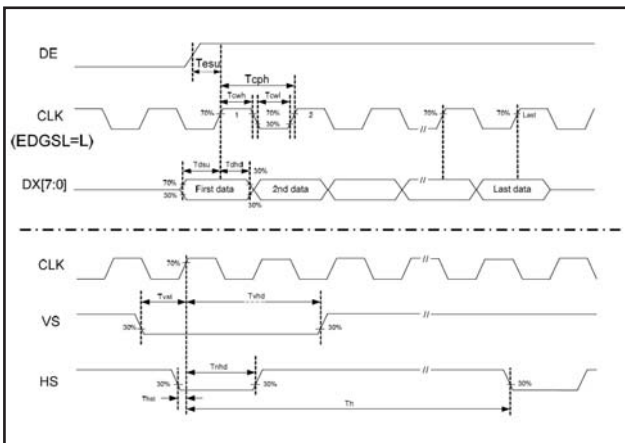 DE
Tesu
Tcph
Tcwh
Tcwl
CLK
70%
1
70%
30%
2
70%
70%
Last
(EDGSL=L)
Tdsu
Tdhd
30%
DX[7:0]
70%
30%
First data
30%
2nd data
Last data
CLK
70%
Tvst
Tvhd
VS
30%
30%
Thhd
HS
30%
30%
30%
Thst
Th